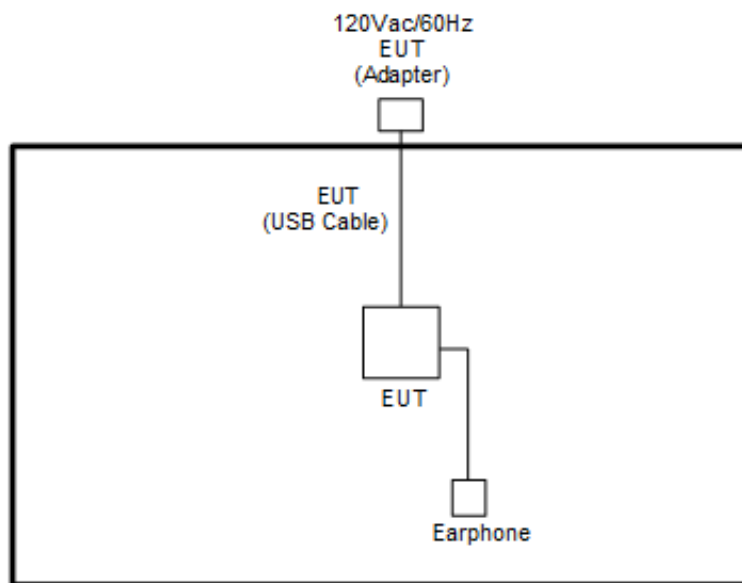 120Vac/60Hz
EUT
(Adapter)
EUT
(USB Cable)
EUT
Earphone